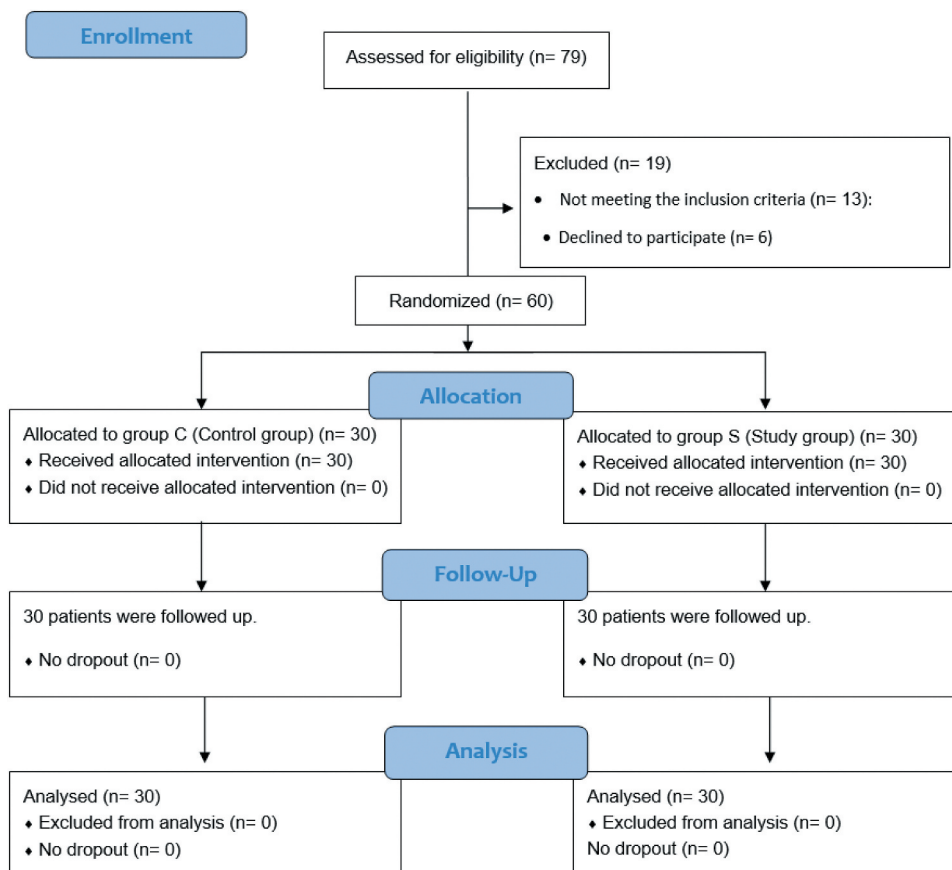 Enrollment
Assessed for eligibility (n= 79)
Excluded (n= 19)
• Not meeting the inclusion criteria (n= 13):
• Declined to participate (n= 6)
Randomized (n= 60)
Allocation
Allocated to group C (Control group) (n= 30)
♦ Received allocated intervention (n= 30)
♦ Did not receive allocated intervention (n= 0)
Allocated to group S (Study group) (n= 30)
♦ Received allocated intervention (n= 30)
♦ Did not receive allocated intervention (n= 0)
Follow-Up
30 patients were followed up.
♦ No dropout (n= 0)
30 patients were followed up.
♦ No dropout (n= 0)
Analysis
Analysed (n= 30)
♦ Excluded from analysis (n= 0)
♦ No dropout (n= 0)
Analysed (n= 30)
♦ Excluded from analysis (n= 0)
No dropout (n= 0)